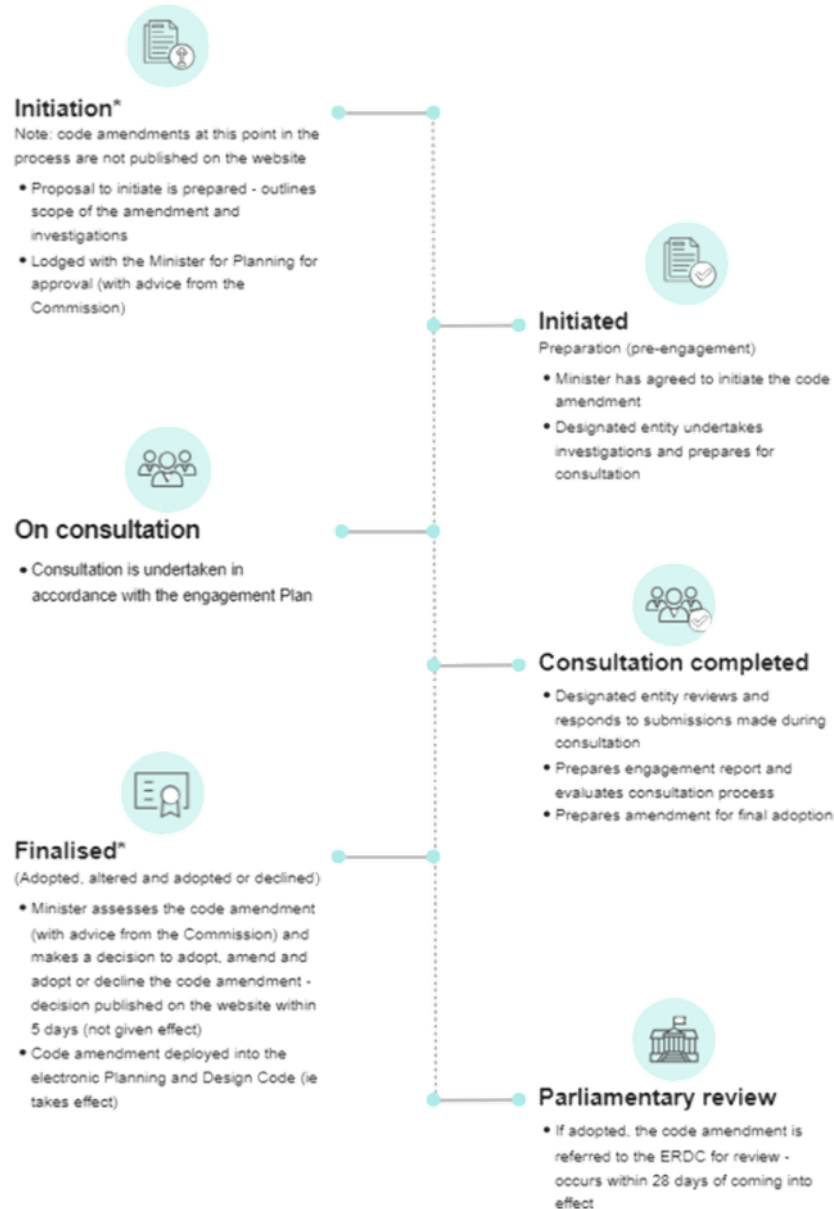 Initiation*
Note: code amendments at this point in the
process are not published on the website
• Proposal to initiate is prepared - outlines
scope of the amendment and
investigations
• Lodged with the Minister for Planning for
approval (with advice from the
Commission)
Initiated
Preparation (pre-engagement)
• Minister has agreed to initiate the code
amendment
• Designated entity undertakes
investigations and prepares for
consultation
On consultation
• Consultation is undertaken in
accordance with the engagement Plan
Consultation completed
• Designated entity reviews and
responds to submissions made during
consultation
• Prepares engagement report and
evaluates consultation process
• Prepares amendment for final adoption
Finalised*
(Adopted, altered and adopted or declined)
• Minister assesses the code amendment
(with advice from the Commission) and
makes a decision to adopt, amend and
adopt or decline the code amendment -
decision published on the website within
5 days (not given effect)
• Code amendment deployed into the
electronic Planning and Design Code (ie
takes effect)
Parliamentary review
• If adopted, the code amendment is
referred to the ERDC for review -
occurs within 28 days of coming into
effect